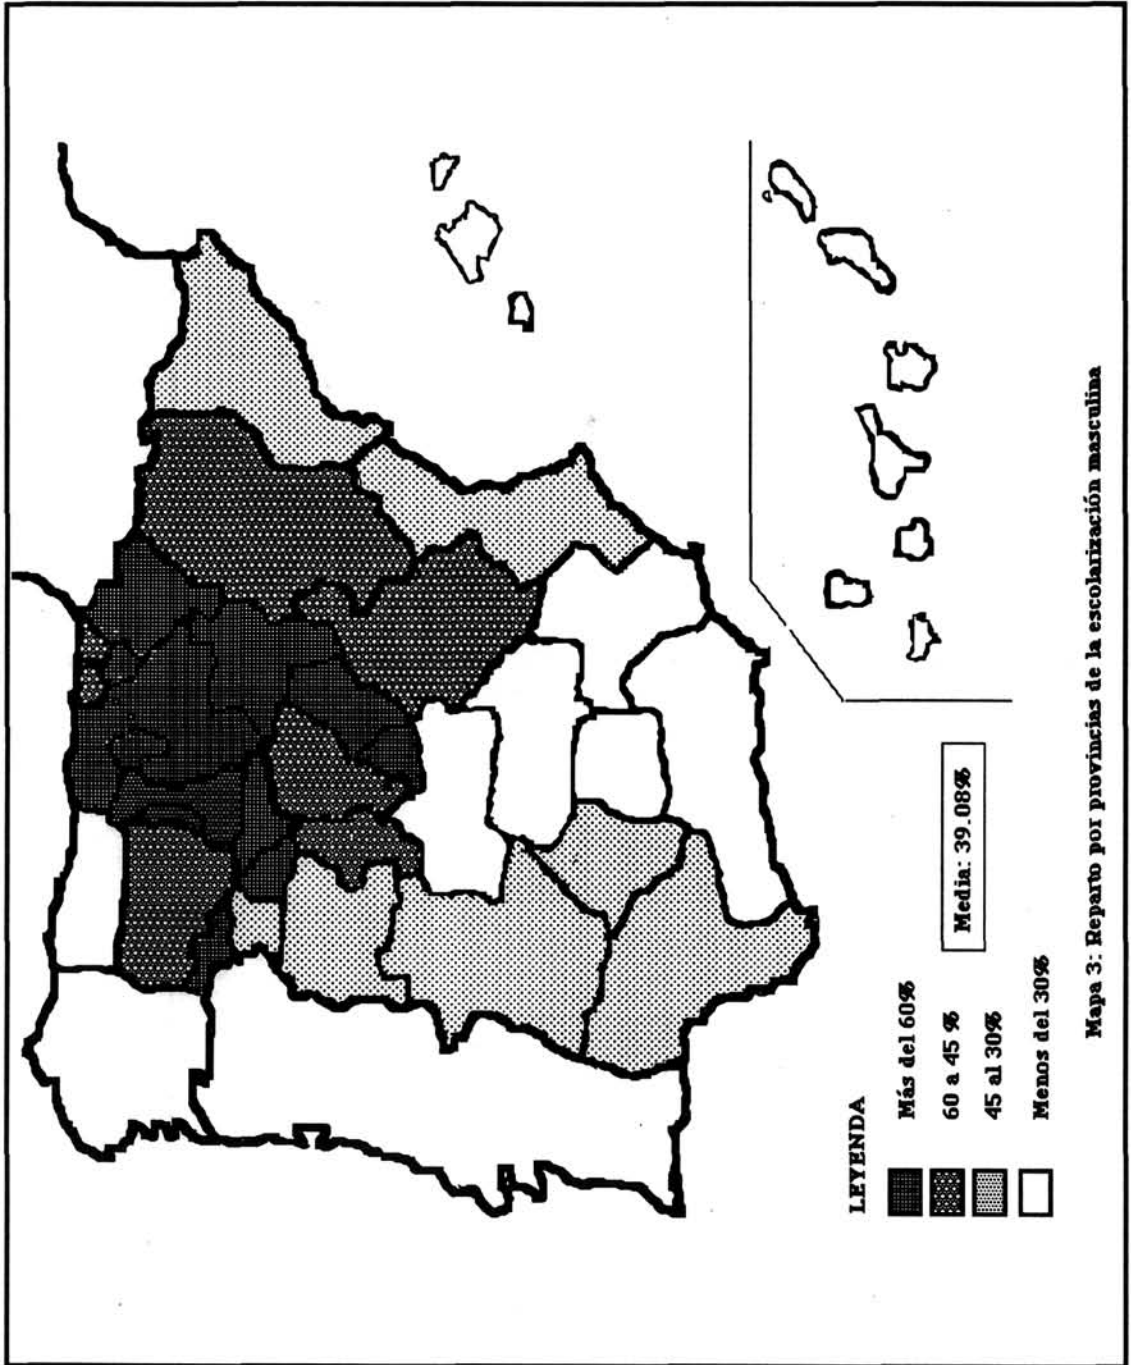 LEYENDA
Más del 60%
60 a 45 %
45 al 30%
Menos del 30%
Media: 39.08%
Mapa 3: Reparto por provincias de la escolarización masculina